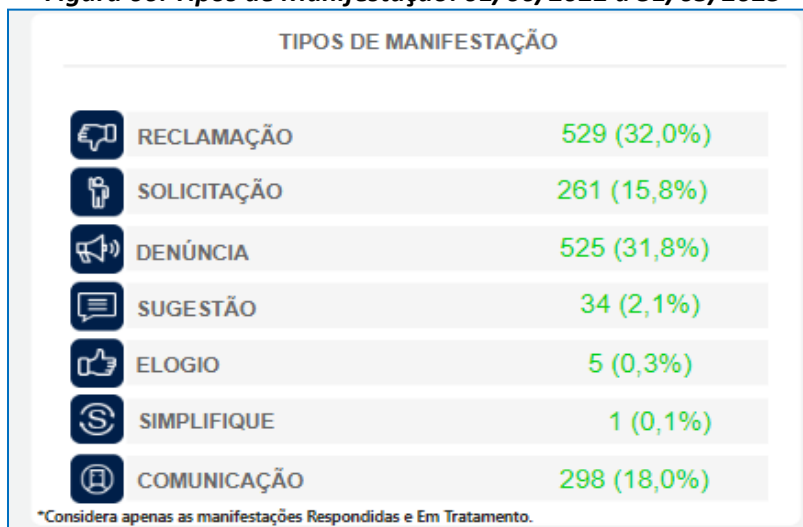 TIPOS DE MANIFESTAÇÃO
RECLAMAÇÃO 529 (32,0%)
SOLICITAÇÃO 261 (15,8%)
DENÚNCIA 525 (31,8%)
SUGESTÃO 34 (2,1%)
ELOGIO 5 (0,3%)
SIMPLIFIQUE 1 (0,1%)
COMUNICAÇÃO 298 (18,0%)
*Considera apenas as manifestações Respondidas e Em Tratamento.